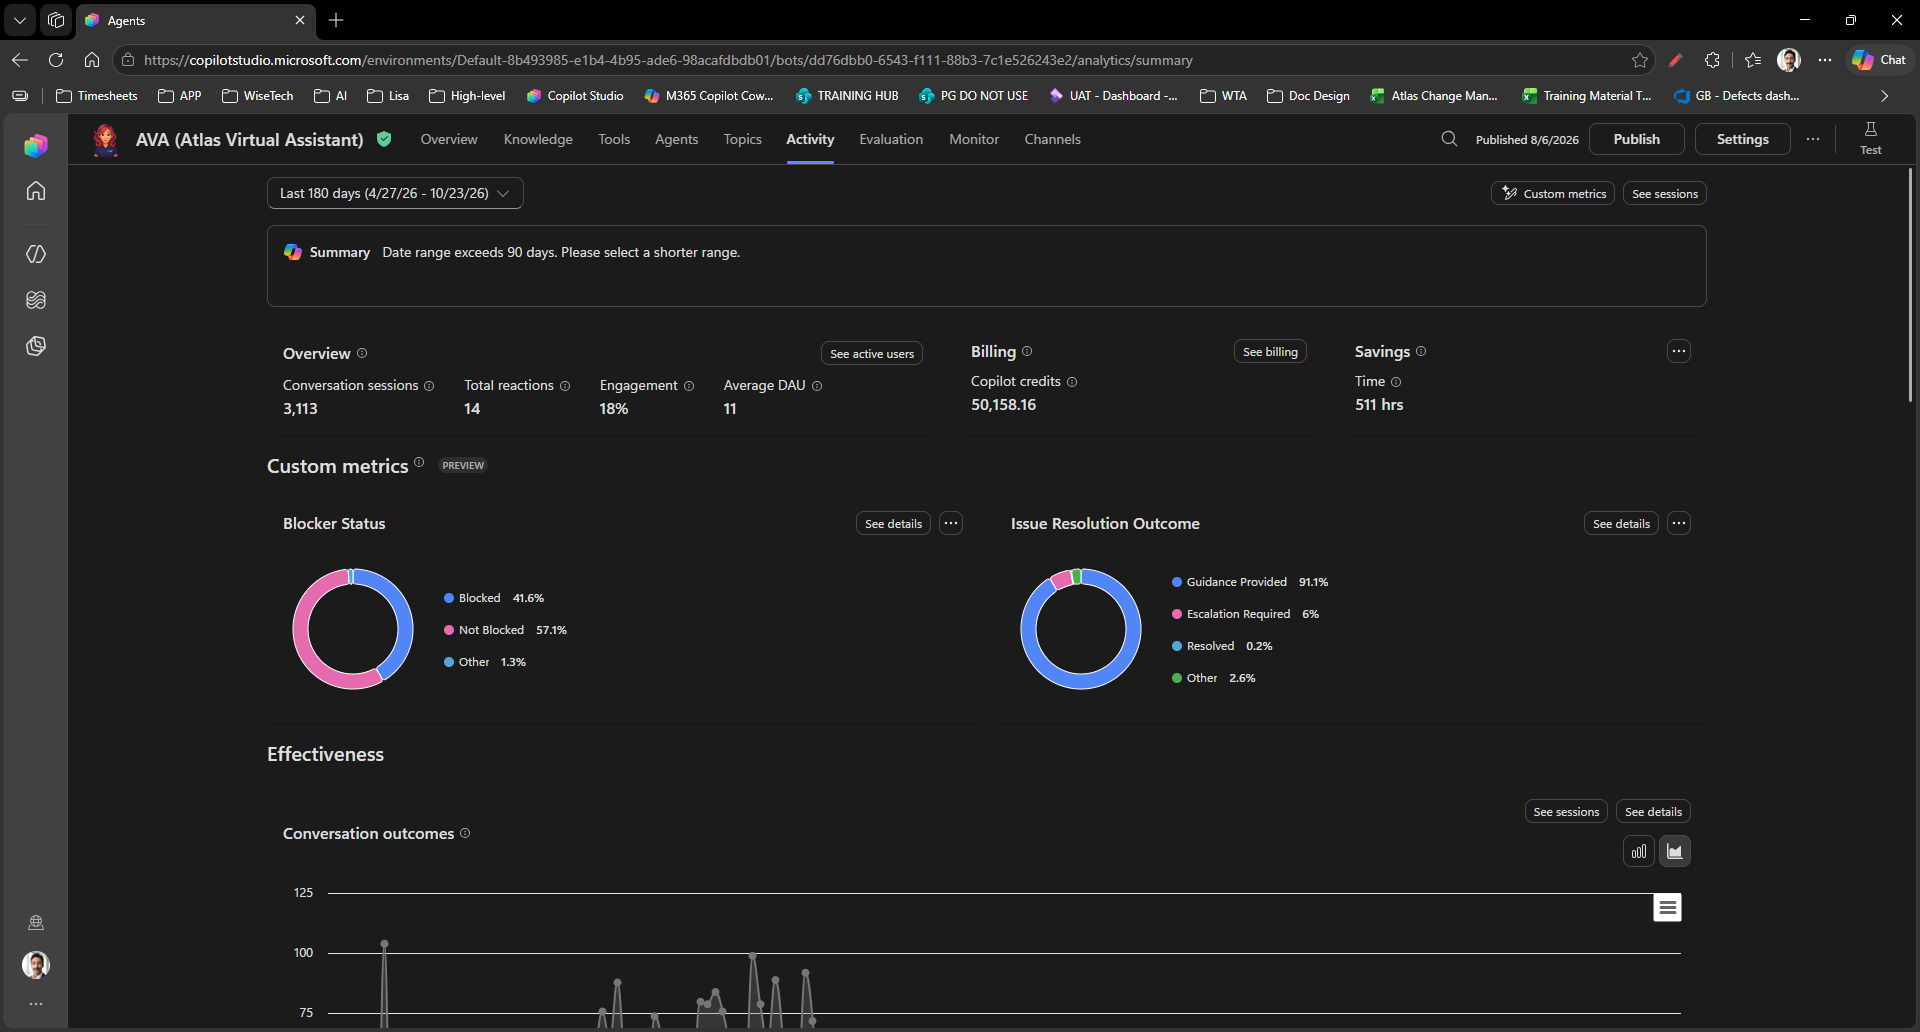 Agents
https://copilotstudio.microsoft.com/environments/Default-8b493985-e1b4-4b95-ade6-98acafdbdb01/bots/dd76dbb0-6543-f111-88b3-7c1e526243e2/analytics/summary
Chat
Timesheets APP WiseTech AI Lisa High-level Copilot Studio M365 Copilot Cow... TRAINING HUB PG DO NOT USE UAT - Dashboard -... WTA Doc Design Atlas Change Man... Training Material T... GB - Defects dash...
AVA (Atlas Virtual Assistant) Overview Knowledge Tools Agents Topics Activity Evaluation Monitor Channels Published 8/6/2026 Publish Settings ... Test
Last 180 days (4/27/26 - 10/23/26) Custom metrics See sessions
Summary Date range exceeds 90 days. Please select a shorter range.
Overview See active users
Conversation sessions Total reactions Engagement Average DAU
3,113 14 18% 11
Billing See billing
Copilot credits
50,158.16
Savings
Time
511 hrs
Custom metrics PREVIEW
Blocker Status See details
Blocked 41.6%
Not Blocked 57.1%
Other 1.3%
Issue Resolution Outcome See details
Guidance Provided 91.1%
Escalation Required 6%
Resolved 0.2%
Other 2.6%
Effectiveness
See sessions See details
Conversation outcomes
125
100
75